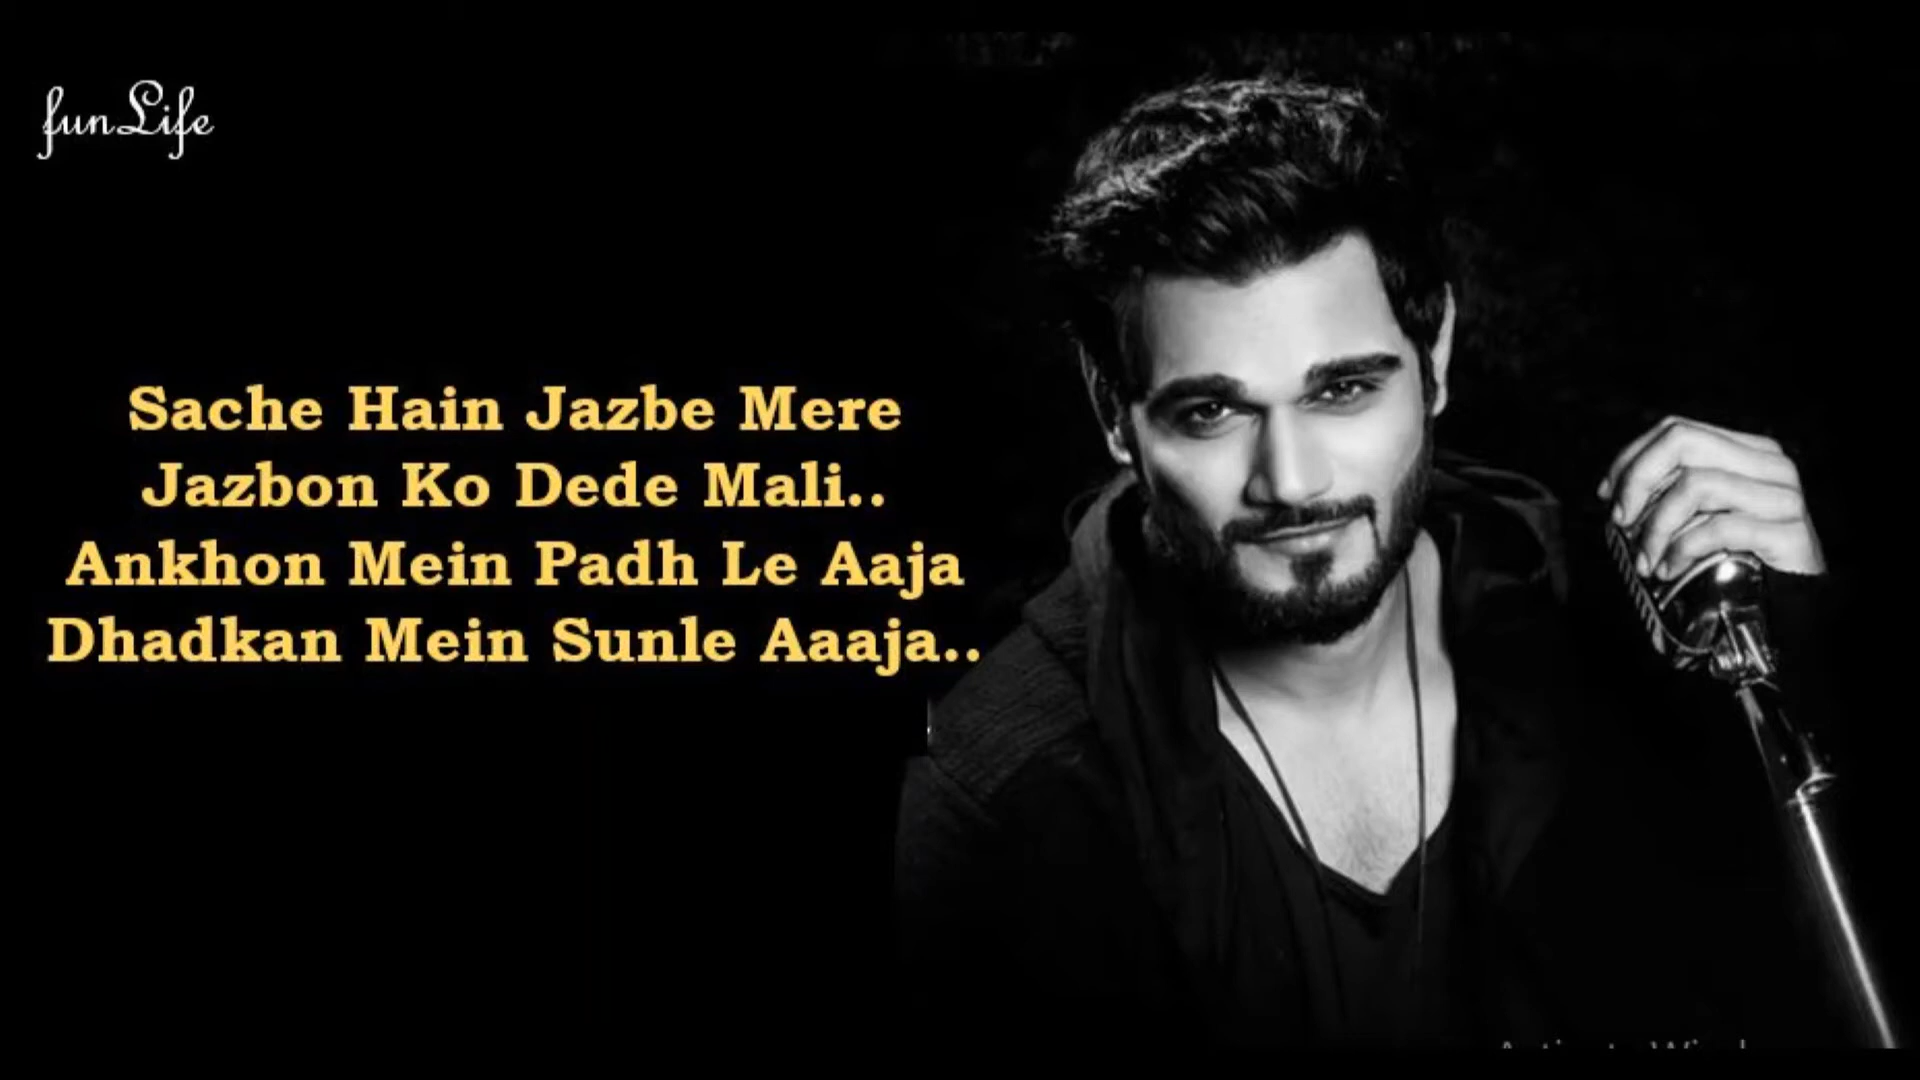 funLife
Sache Hain Jazbe Mere
Jazbon Ko Dede Mali..
Ankhon Mein Padh Le Aaja
Dhadkan Mein Sunle Aaaja..